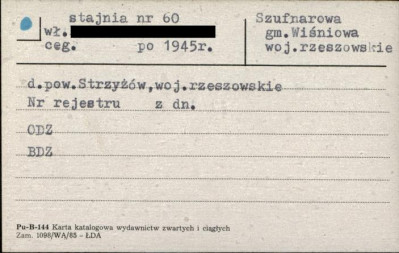 stajnia nr 60
wł.
ceg. po 1945r.
Szufnarowa
gm.Wiśniowa
woj.rzeszowskie
d.pow.Strzyżów,woj.rzeszowskie
Nr rejestru z dn.
ODZ
BDZ
Pu-B-144 Karta katalogowa wydawnictw zwartych i ciągłych
Zam. 1098/WA/85 - ŁDA